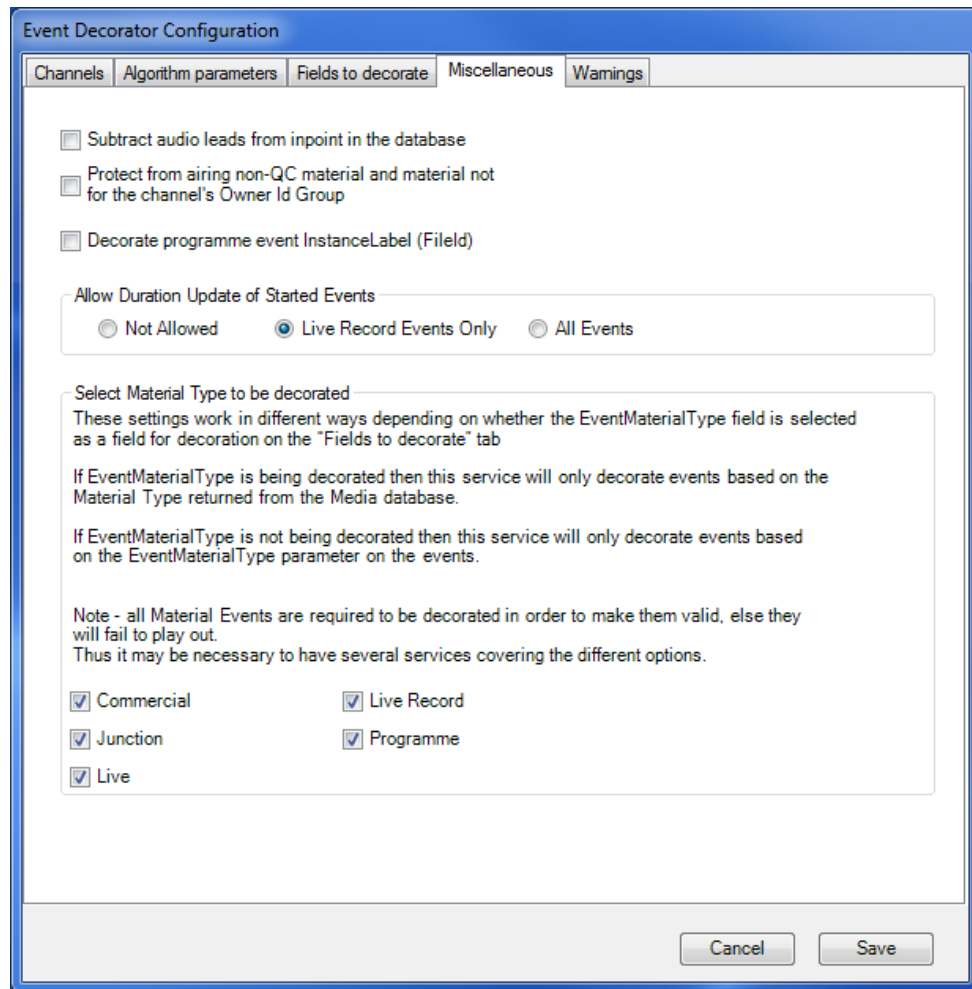 Event Decorator Configuration
Channels
Algorithm parameters
Fields to decorate
Miscellaneous
Warnings
Subtract audio leads from inpoint in the database
Protect from airing non-QC material and material not
for the channel's Owner Id Group
Decorate programme event InstanceLabel (FileId)
Allow Duration Update of Started Events
Not Allowed
Live Record Events Only
All Events
Select Material Type to be decorated
These settings work in different ways depending on whether the EventMaterialType field is selected
as a field for decoration on the "Fields to decorate" tab
If EventMaterialType is being decorated then this service will only decorate events based on the
Material Type returned from the Media database.
If EventMaterialType is not being decorated then this service will only decorate events based
on the EventMaterialType parameter on the events.
Note - all Material Events are required to be decorated in order to make them valid, else they
will fail to play out.
Thus it may be necessary to have several services covering the different options.
Commercial
Live Record
Junction
Programme
Live
Cancel
Save